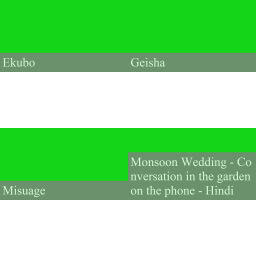 Ekubo
Geisha
Misuage
Monsoon Wedding - Co
nversation in the garden
on the phone - Hindi